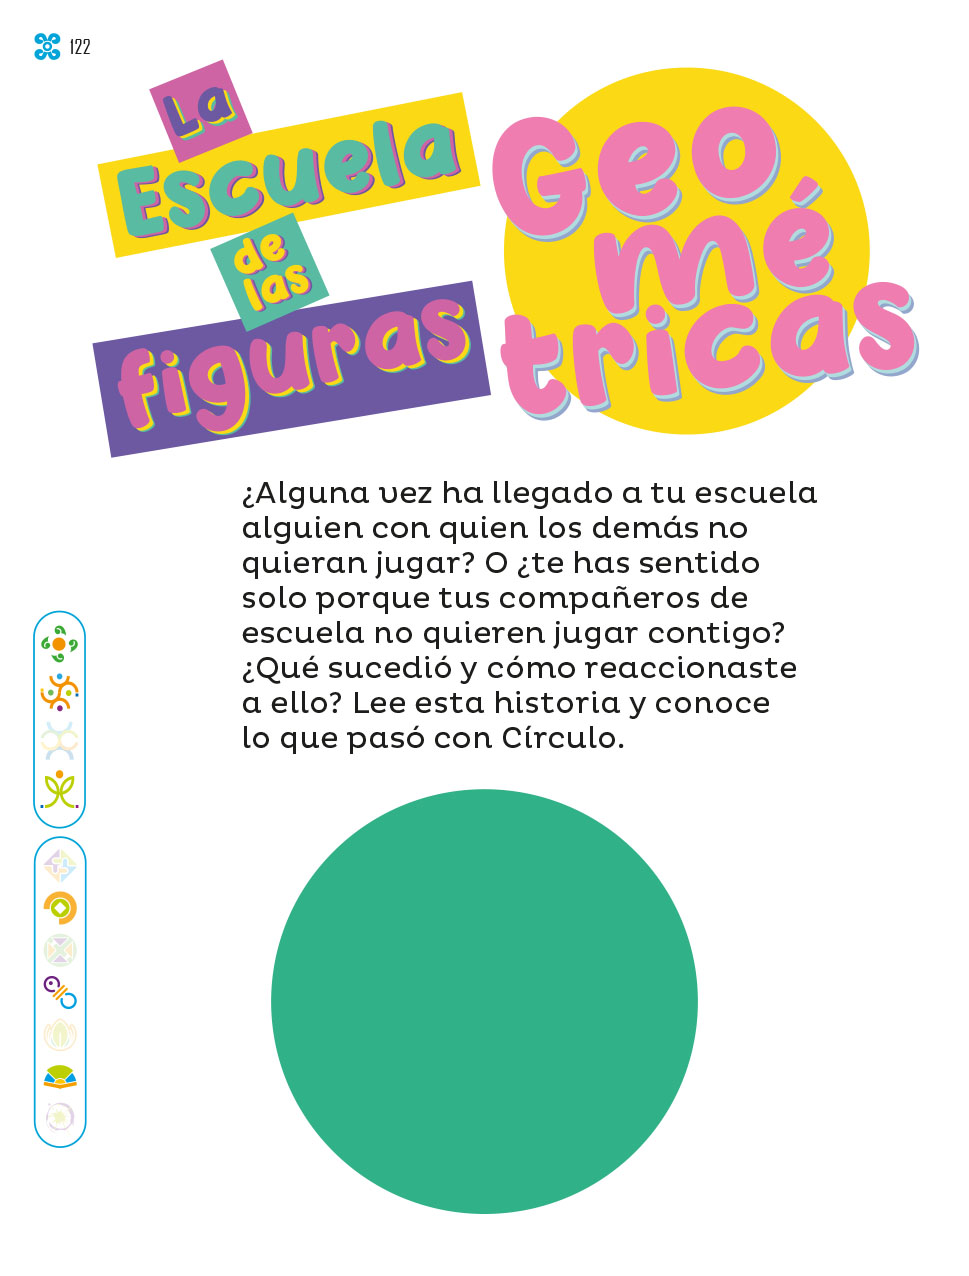 122
La
Escuela
de
las
figuras
Geo
mé
tricas
¿Alguna vez ha llegado a tu escuela
alguien con quien los demás no
quieran jugar? O ¿te has sentido
solo porque tus compañeros de
escuela no quieren jugar contigo?
¿Qué sucedió y cómo reaccionaste
a ello? Lee esta historia y conoce
lo que pasó con Círculo.